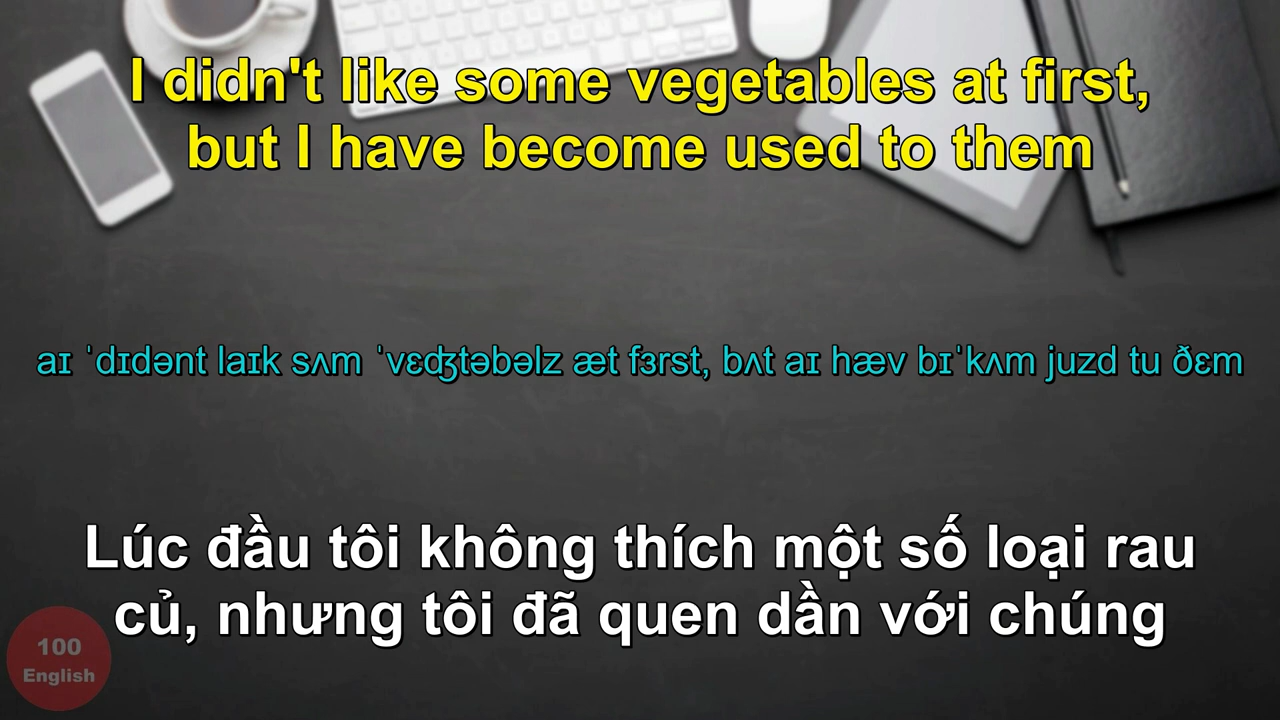 I didn't like some vegetables at first,
but I have become used to them
aɪ ˈdɪdənt laɪk sʌm ˈvɛʤtəbəlz æt fɜrst, bʌt aɪ hæv bɪˈkʌm juzd tu ðɛm
Lúc đầu tôi không thích một số loại rau
củ, nhưng tôi đã quen dần với chúng
100
English